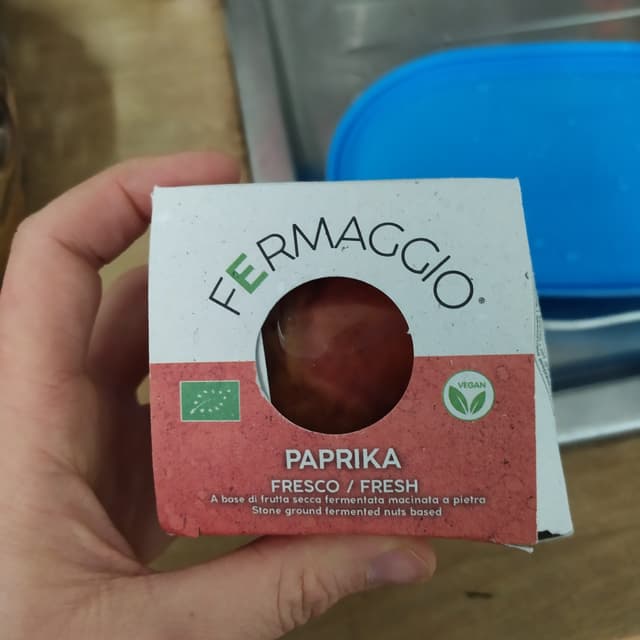 FERMAGGIO®
VEGAN
PAPRIKA
FRESCO / FRESH
A base di frutta secca fermentata macinata a pietra
Stone ground fermented nuts based